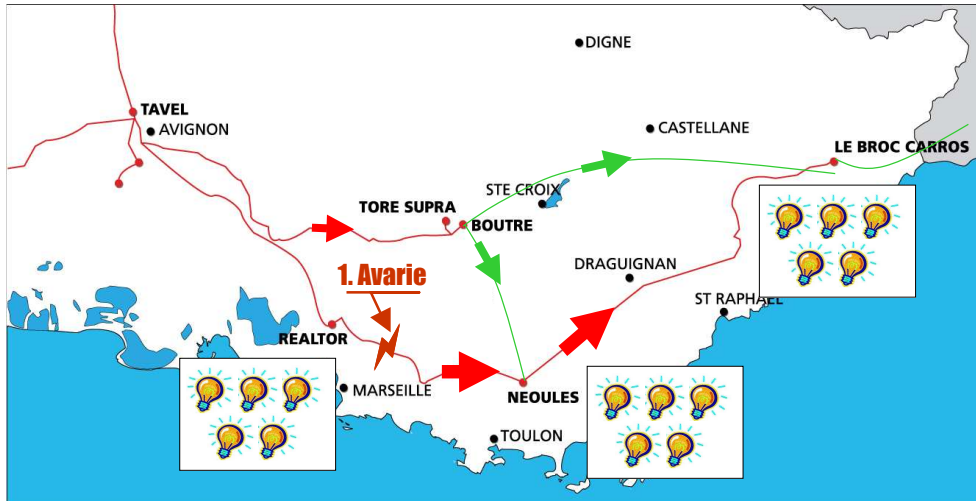 DIGNE
TAVEL
AVIGNON
CASTELLANE
LE BROC CARROS
STE CROIX
TORE SUPRA
BOUTRE
1. Avarie
DRAGUIGNAN
ST RAPHAEL
REALTOR
MARSEILLE
NEOULES
TOULON